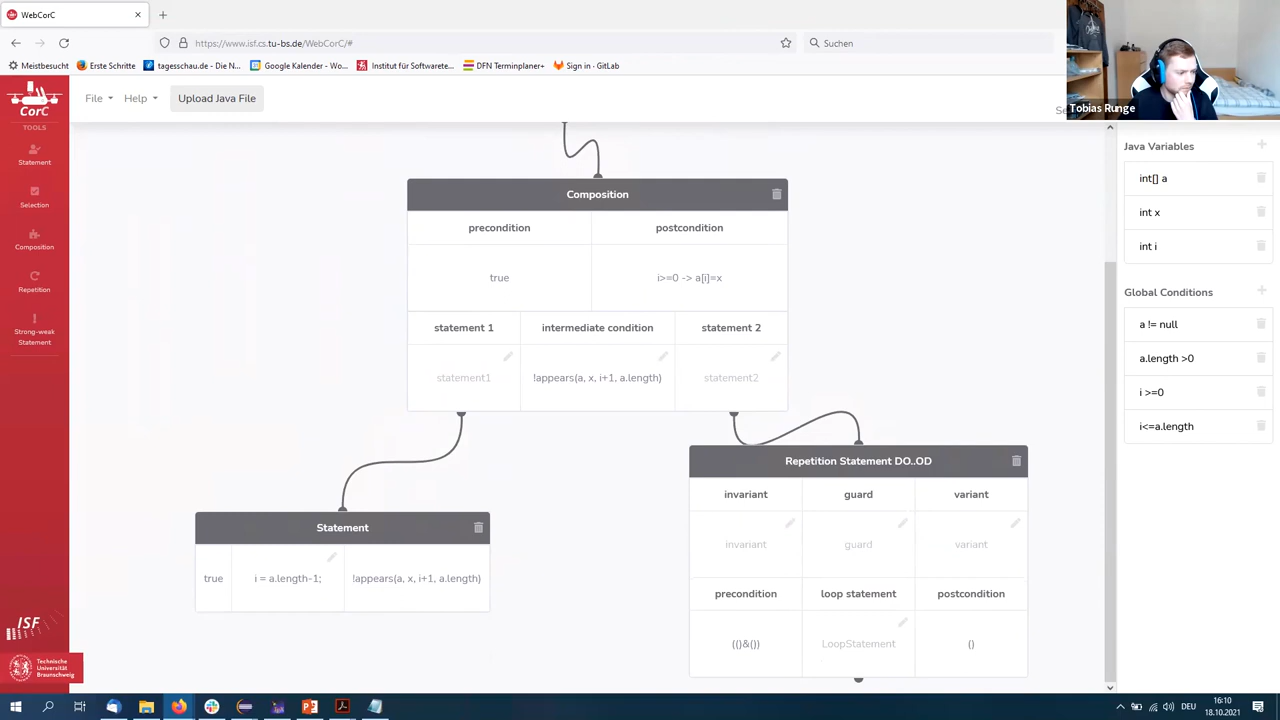 WebCorC
https://www.isf.cs.tu-bs.de/WebCorC/#
Suchen
Meistbesucht
Erste Schritte
tagesschau.de - Die N...
Google Kalender - Wo...
Institut für Softwarete...
DFN Terminplaner+
Sign in · GitLab
Tobias Runge
CorC
File
Help
Upload Java File
Se
TOOLS
Statement
Selection
Composition
Repetition
Strong-weak
Statement
ISF
Technische
Universität
Braunschweig
Composition
precondition
postcondition
true
i>=0 -> a[i]=x
statement 1
intermediate condition
statement 2
statement1
!appears(a, x, i+1, a.length)
statement2
Statement
true
i = a.length-1;
!appears(a, x, i+1, a.length)
Repetition Statement DO..OD
invariant
guard
variant
invariant
guard
variant
precondition
loop statement
postcondition
(()&())
LoopStatement
()
Java Variables
int[] a
int x
int i
Global Conditions
a != null
a.length >0
i >=0
i<=a.length
DEU
16:10
18.10.2021